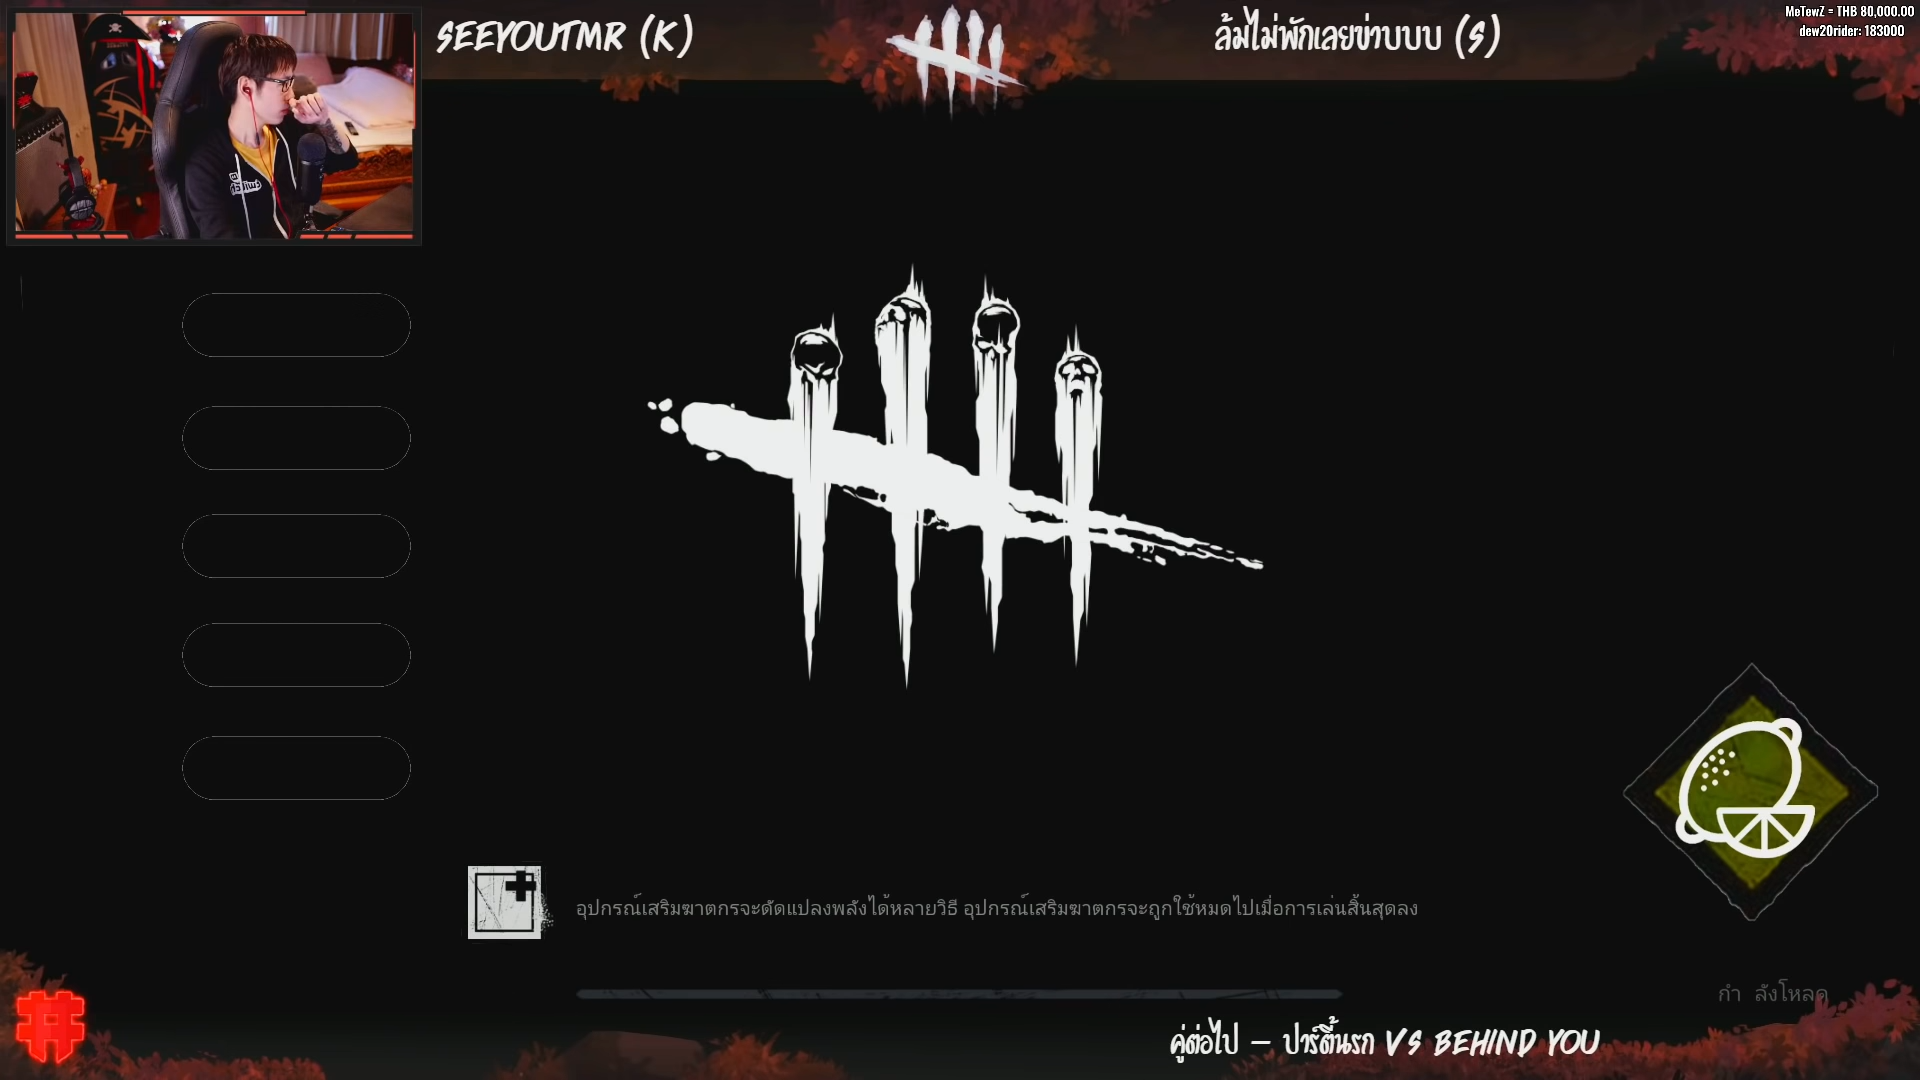 SEEYOUTMR (K)
ล้มไม่พักเลยข่าบบบ (S)
MeTewZ = THB 80,000.00
dew20rider: 183000
อุปกรณ์เสริมฆาตกรจะดัดแปลงพลังได้หลายวิธี อุปกรณ์เสริมฆาตกรจะถูกใช้หมดไปเมื่อการเล่นสิ้นสุดลง
กำ ลังโหลด
คู่ต่อไป - ปาร์ตี้นรก VS BEHIND YOU